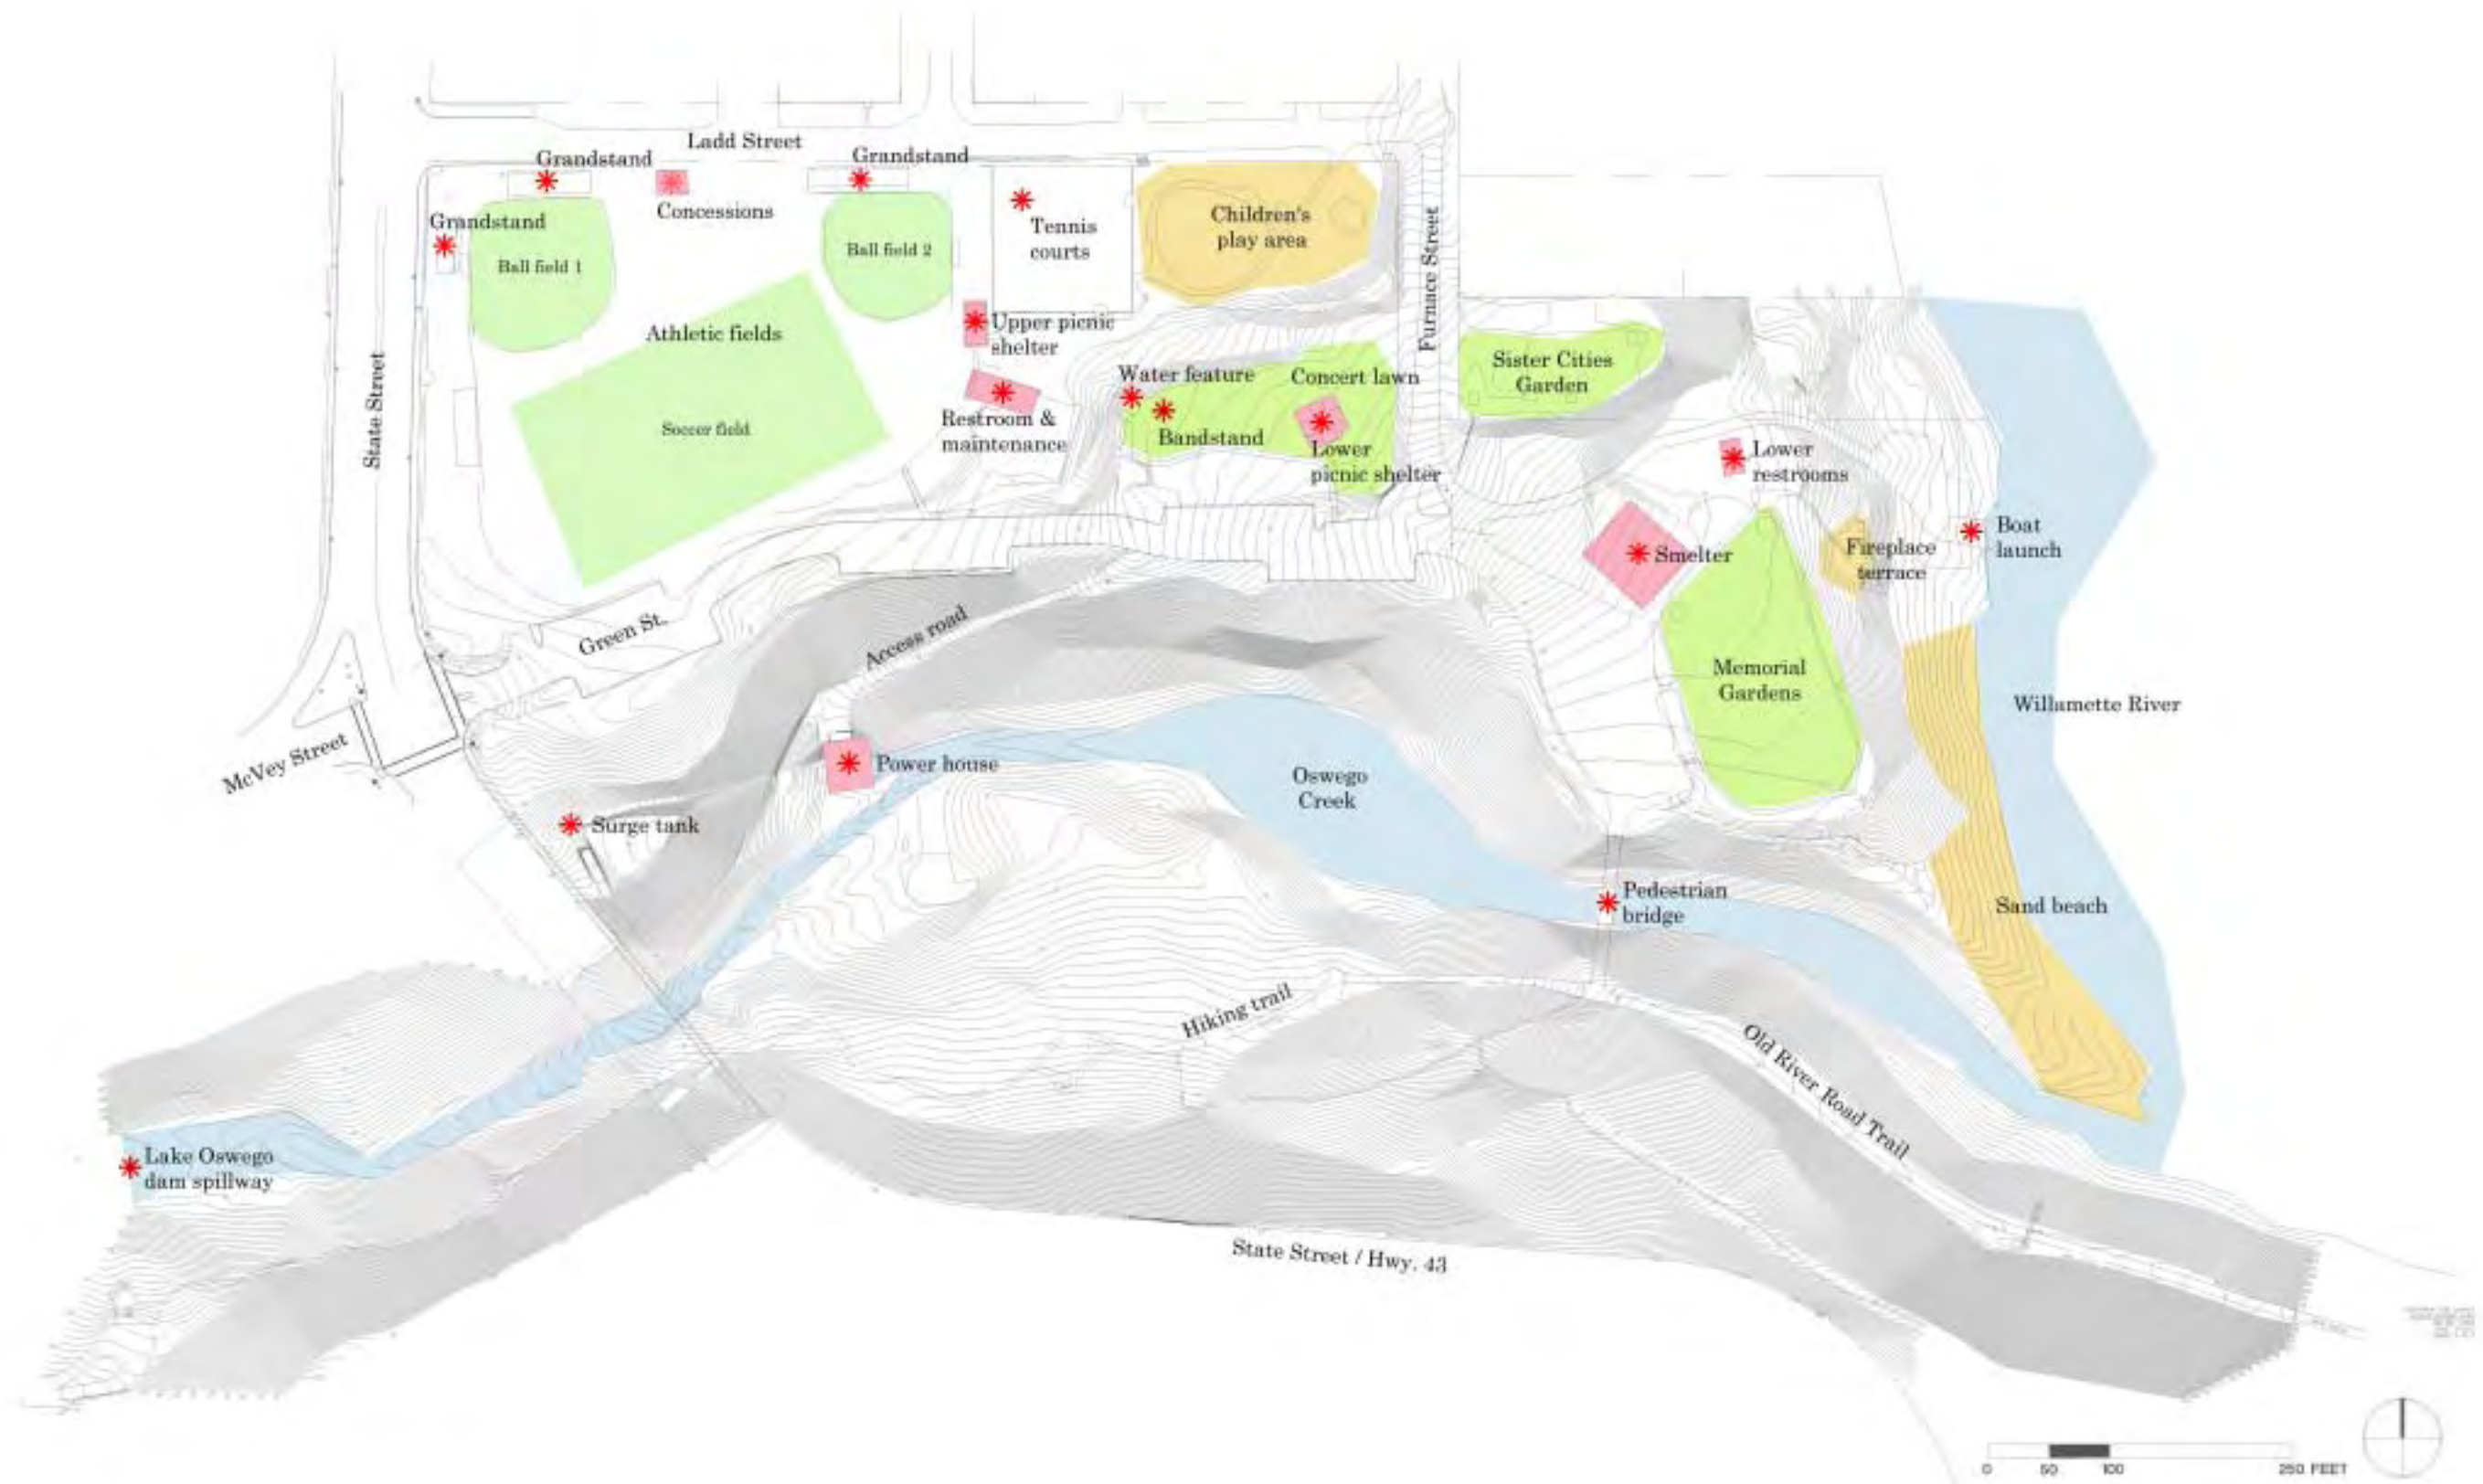 Ladd Street
Grandstand
Grandstand
Concessions
Grandstand
Ball field 1
Ball field 2
Tennis
courts
Children's
play area
Furnace Street
Athletic fields
Upper picnic
shelter
State Street
Soccer field
Restroom &
maintenance
Water feature
Concert lawn
Bandstand
Lower
picnic shelter
Sister Cities
Garden
Lower
restrooms
Smelter
Fireplace
terrace
Boat
launch
Green St.
Access road
Memorial
Gardens
Willamette River
McVey Street
Power house
Oswego
Creek
Surge tank
Pedestrian
bridge
Sand beach
Hiking trail
Old River Road Trail
Lake Oswego
dam spillway
State Street / Hwy. 43
0 50 100 250 FEET